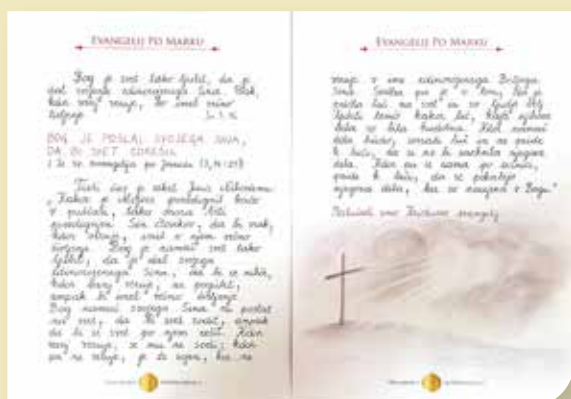 EVANGELIJ PO MARKU
Bog je svet tako ljubil, da je
dal svojega edinorojenega Sina. Vsak,
kdor vanj veruje, bo imel večno
življenje.
BOG JE POSLAL SVOJEGA SINA,
DA BI SVET ODREŠIL
Iz sv. evangelija po Janezu (3, 14-21)
Tisti čas je rekel Jezus Nikodemu:
„Kakor je Mojzes povzdignil kačo
v puščavi, tako mora biti
povzdignjen Sin človekov, da bi vsak,
kdor veruje, imel v njem večno
življenje. Bog je namreč svet tako
ljubil, da je dal svojega
edinorojenega Sina, da bi se nihče,
kdor vanj veruje, ne pogubil,
ampak bi imel večno življenje.
Bog namreč svojega Sina ni poslal
na svet, da bi svet sodil, ampak
da bi se svet po njem rešil. Kdor
vanj veruje, se mu ne sodi; kdor
pa ne veruje, je že sojen, ker ne
EVANGELIJ PO MARKU
veruje v ime edinorojenega Božjega
Sina. Sodba pa je v tem, da je
prišla luč na svet in so ljudje bolj
ljubili temo kakor luč, kajti njihova
dela so bila hudobna. Kdor namreč
dela húdo, sovraži luč in ne pride
k luči, da se ne bi razkrila njegova
dela. Kdor pa se ravna po resnici,
pride k luči, da se pokažejo
njegova dela, ker so narejena v Bogu."
Poslušali smo Kristusov evangelij